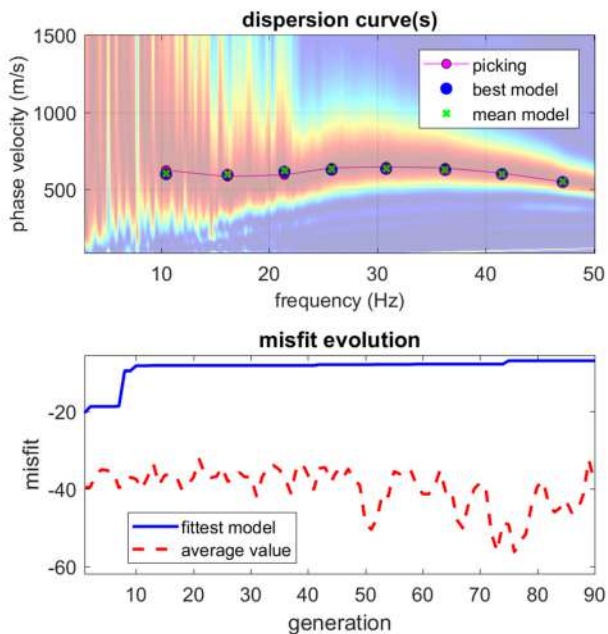 dispersion curve(s)
1500
1000
500
phase velocity (m/s)
picking
best model
mean model
10 20 30 40 50
frequency (Hz)
misfit evolution
-20
-40
-60
misfit
fittest model
average value
10 20 30 40 50 60 70 80 90
generation